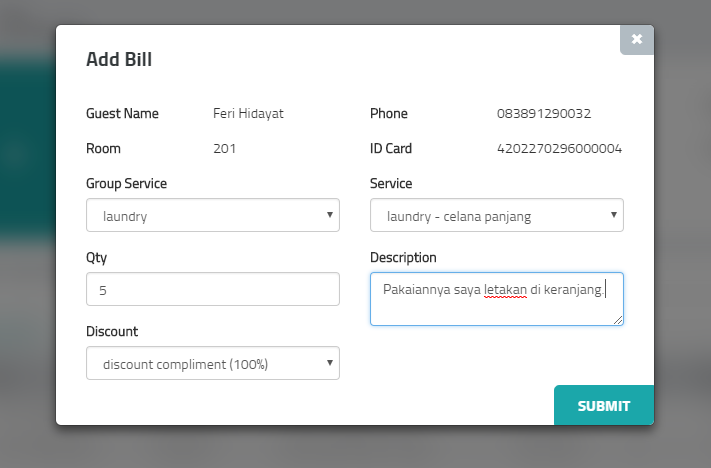 Add Bill
Guest Name Feri Hidayat Phone 083891290032
Room 201 ID Card 4202270296000004
Group Service Service
laundry laundry - celana panjang
Qty Description
5 Pakaiannya saya letakan di keranjang.
Discount
discount compliment (100%)
SUBMIT